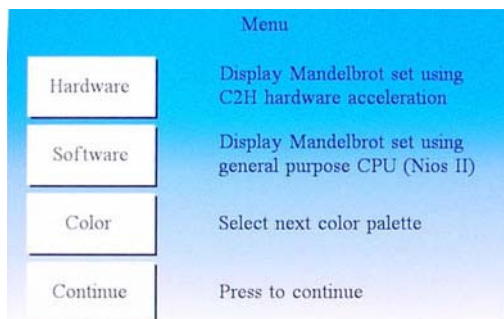 Menu
Hardware
Display Mandelbrot set using
C2H hardware acceleration
Software
Display Mandelbrot set using
general purpose CPU (Nios II)
Color
Select next color palette
Continue
Press to continue